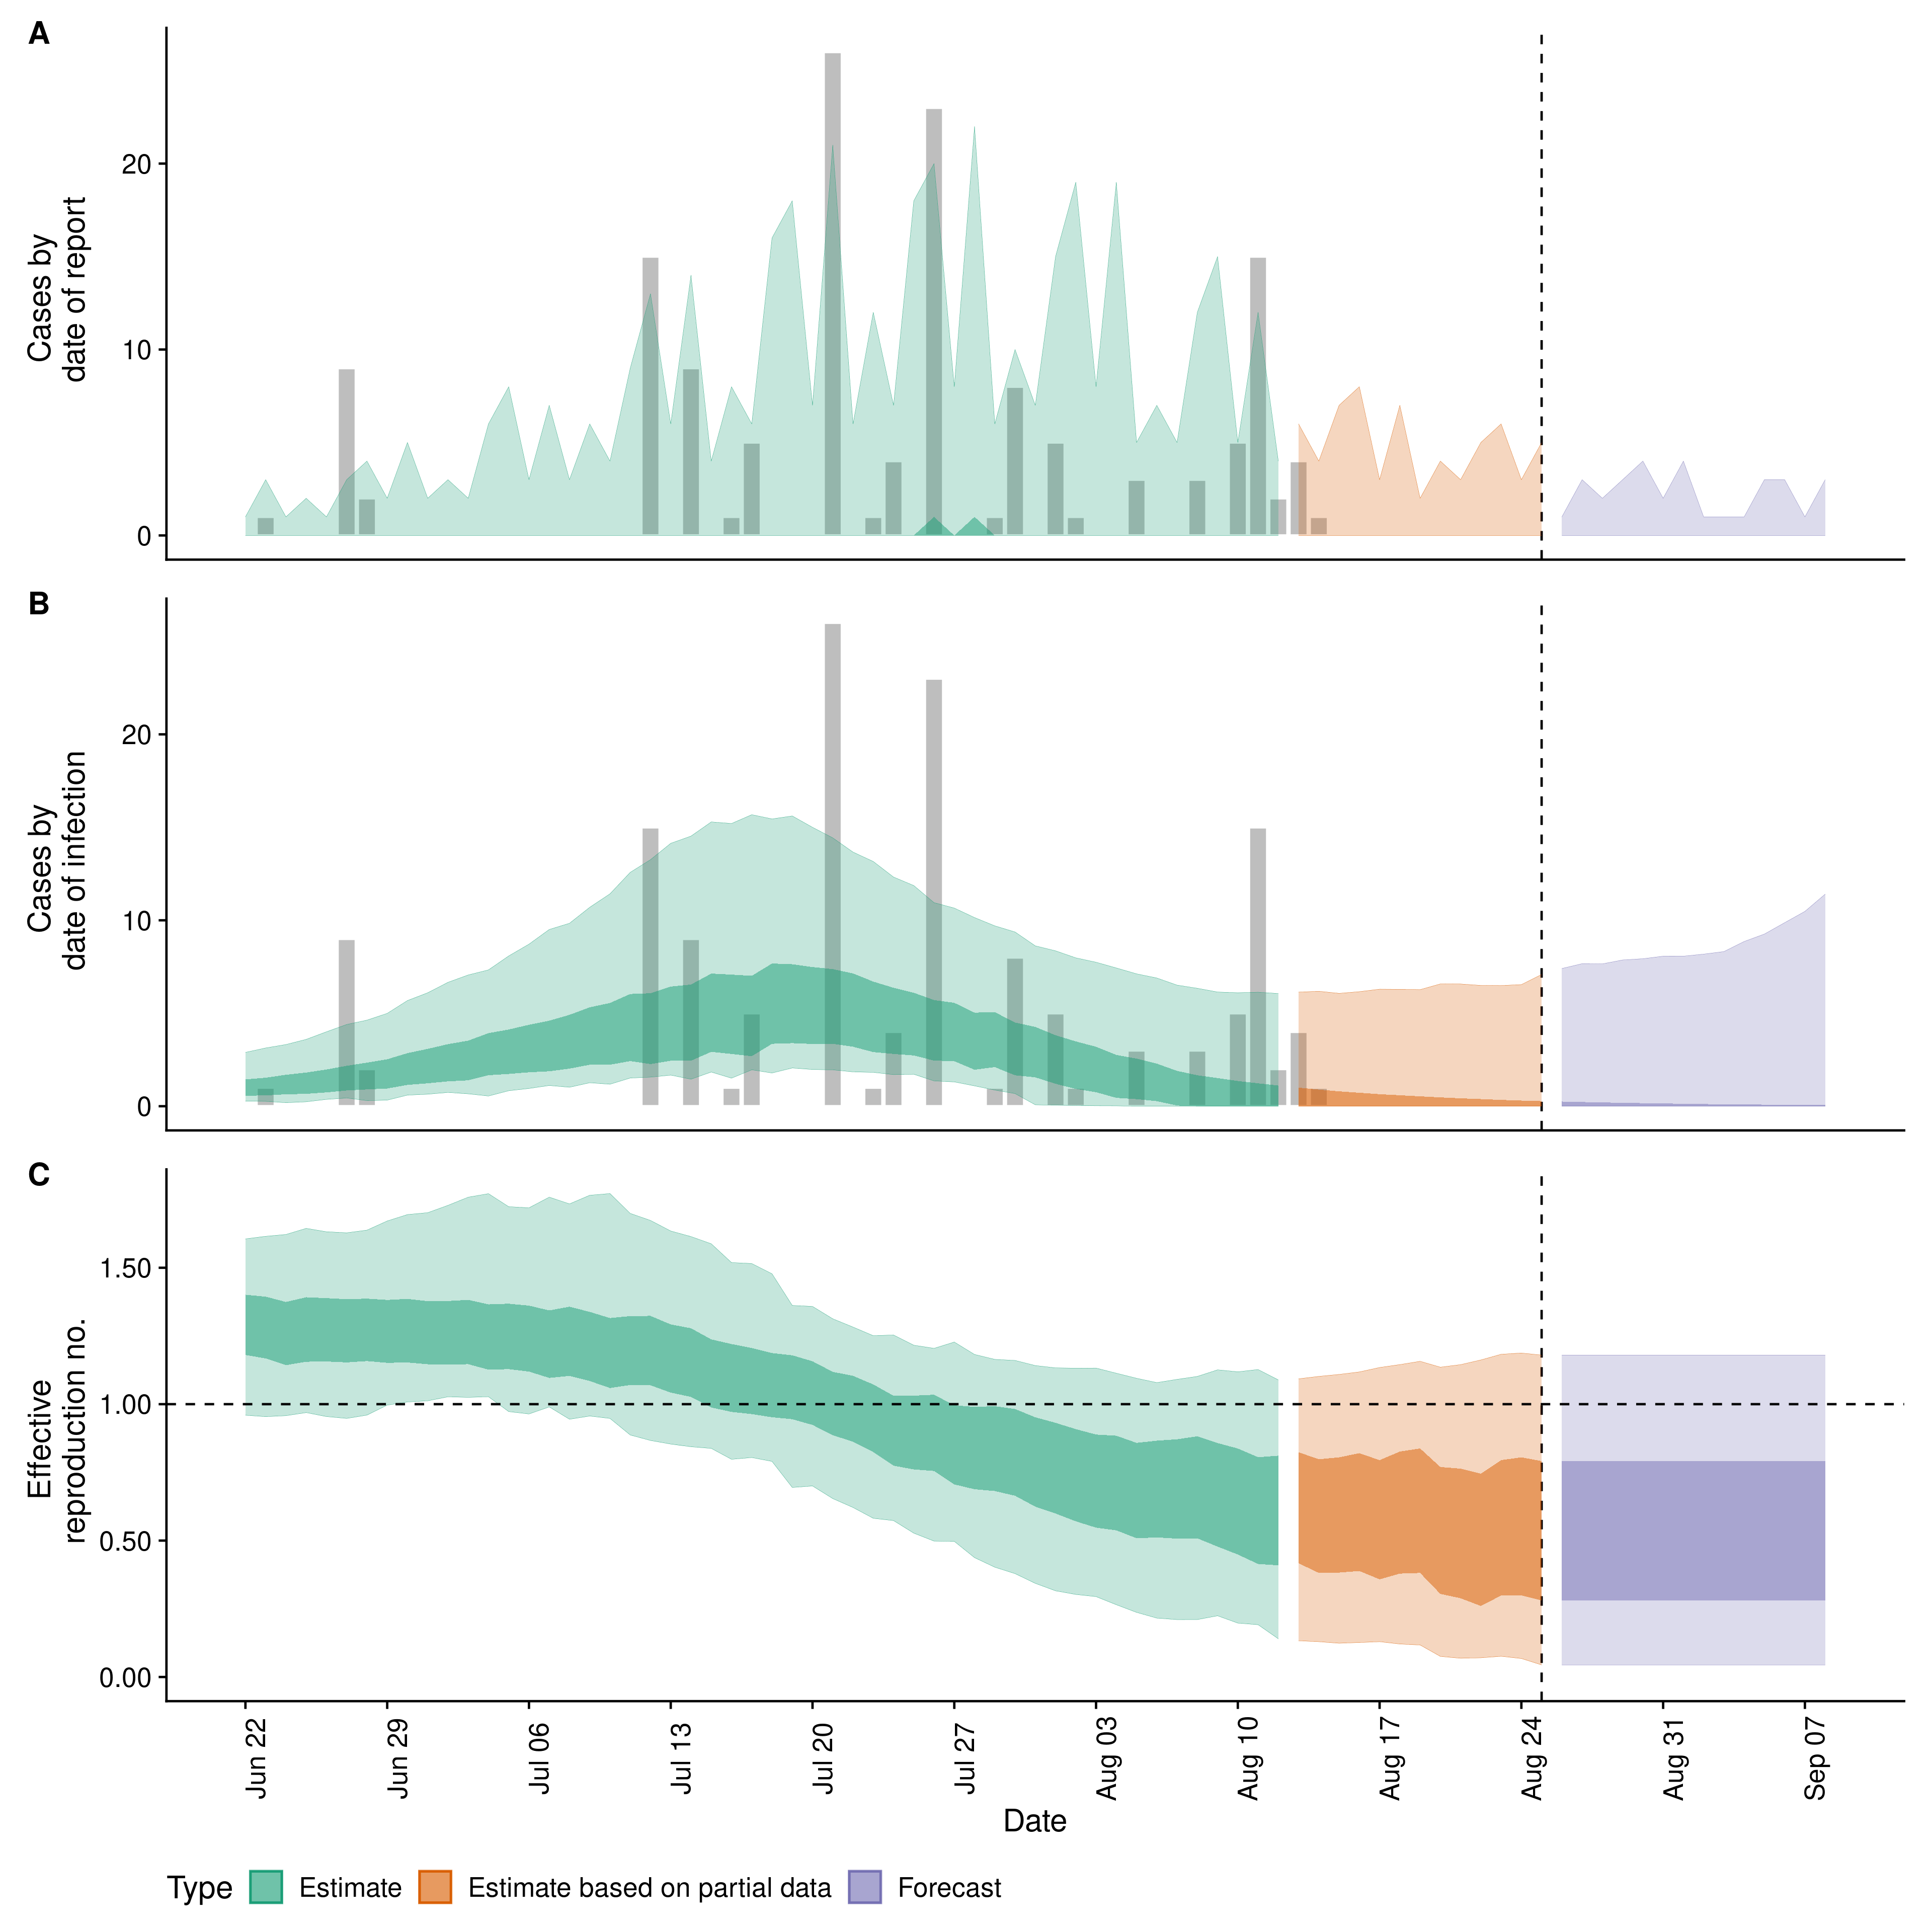 A
Cases by
date of report
20
10
0
B
Cases by
date of infection
20
10
0
C
Effective
reproduction no.
1.50
1.00
0.50
0.00
Jun 22
Jun 29
Jul 06
Jul 13
Jul 20
Jul 27
Aug 03
Aug 10
Aug 17
Aug 24
Aug 31
Sep 07
Date
Type Estimate Estimate based on partial data Forecast